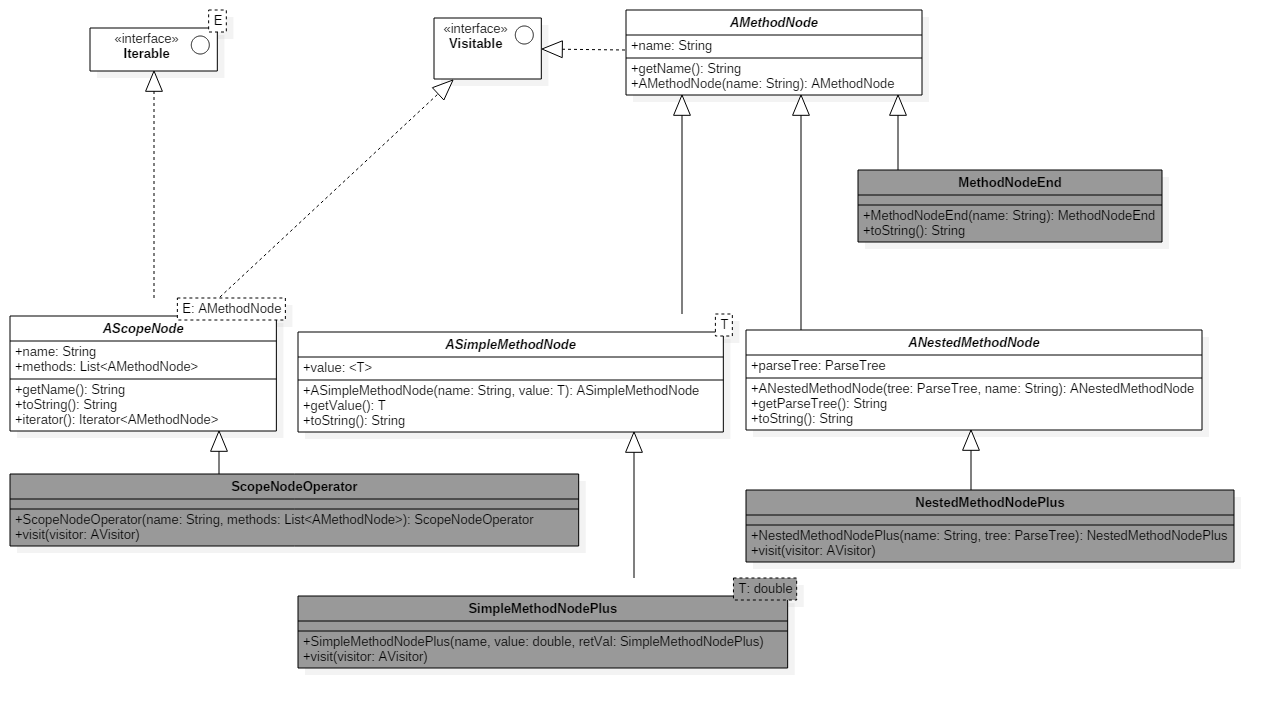 E
«interface»
Iterable
«interface»
Visitable
AMethodNode
+name: String
+getName(): String
+AMethodNode(name: String): AMethodNode
MethodNodeEnd
+MethodNodeEnd(name: String): MethodNodeEnd
+toString(): String
E: AMethodNode
AScopeNode
+name: String
+methods: List<AMethodNode>
+getName(): String
+toString(): String
+iterator(): Iterator<AMethodNode>
T
ASimpleMethodNode
+value: <T>
+ASimpleMethodNode(name: String, value: T): ASimpleMethodNode
+getValue(): T
+toString(): String
ANestedMethodNode
+parseTree: ParseTree
+ANestedMethodNode(tree: ParseTree, name: String): ANestedMethodNode
+getParseTree(): String
+toString(): String
ScopeNodeOperator
+ScopeNodeOperator(name: String, methods: List<AMethodNode>): ScopeNodeOperator
+visit(visitor: AVisitor)
NestedMethodNodePlus
+NestedMethodNodePlus(name: String, tree: ParseTree): NestedMethodNodePlus
+visit(visitor: AVisitor)
T: double
SimpleMethodNodePlus
+SimpleMethodNodePlus(name, value: double, retVal: SimpleMethodNodePlus)
+visit(visitor: AVisitor)